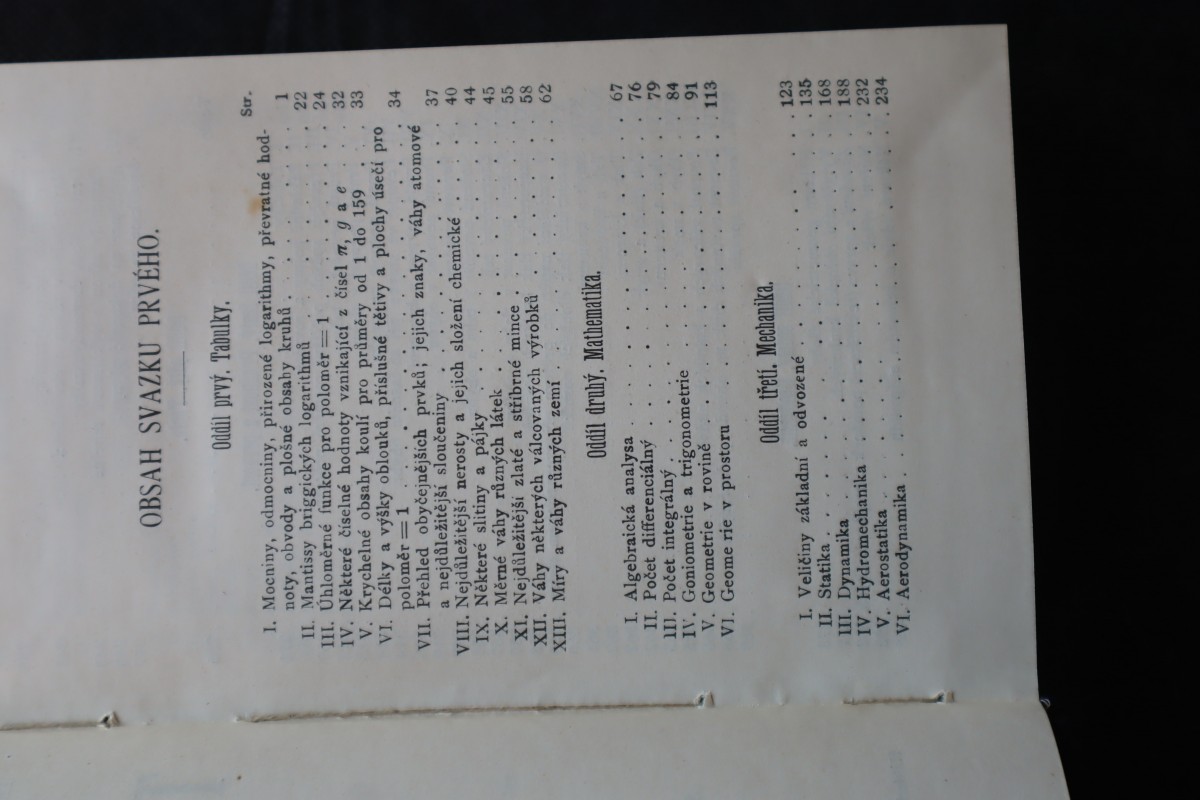 OBSAH SVAZKU PRVÉHO.
Oddíl prvý. Tabulky.
Str.
I. Mocniny, odmocniny, přirozené logarithmy, převratné hod-
noty, obvody a plošné obsahy kruhů . . . . . . . . . 1
II. Mantissy briggických logarithmů . . . . . . . . . 22
III. Úhloměrné funkce pro poloměr = 1 . . . . . . . . . 24
IV. Některé číselné hodnoty vznikající z čísel π, g a e 32
V. Krychelné obsahy koulí pro průměry od 1 do 159 . . . 33
VI. Délky a výšky oblouků, příslušné tětivy a plochy úsečí pro
poloměr = 1 . . . . . . . . . . . . . 34
VII. Přehled obyčejnějších prvků; jejich znaky, váhy atomové
a nejdůležitější sloučeniny . . . . . . . . . . 37
VIII. Nejdůležitější nerosty a jejich složení chemické . . . . 40
IX. Některé slitiny a pájky . . . . . . . . . . 44
X. Měrné váhy různých látek . . . . . . . . . . 45
XI. Nejdůležitější zlaté a stříbrné mince . . . . . . . 55
XII. Váhy některých válcovaných výrobků . . . . . . . 58
XIII. Míry a váhy různých zemí . . . . . . . . . . 62
Oddíl druhý. Mathematika.
I. Algebraická analysa . . . . . . . . . . . . 67
II. Počet differenciálný . . . . . . . . . . . . 76
III. Počet integrálný . . . . . . . . . . . . . 79
IV. Goniometrie a trigonometrie . . . . . . . . . . 84
V. Geometrie v rovině . . . . . . . . . . . . 91
VI. Geome rie v prostoru . . . . . . . . . . . . 113
Oddíl třetí. Mechanika.
I. Veličiny základní a odvozené . . . . . . . . . . 123
II. Statika . . . . . . . . . . . . . . . 135
III. Dynamika . . . . . . . . . . . . . . 168
IV. Hydromechanika . . . . . . . . . . . . . 188
V. Aerostatika . . . . . . . . . . . . . . 232
VI. Aerodynamika . . . . . . . . . . . . . . 234